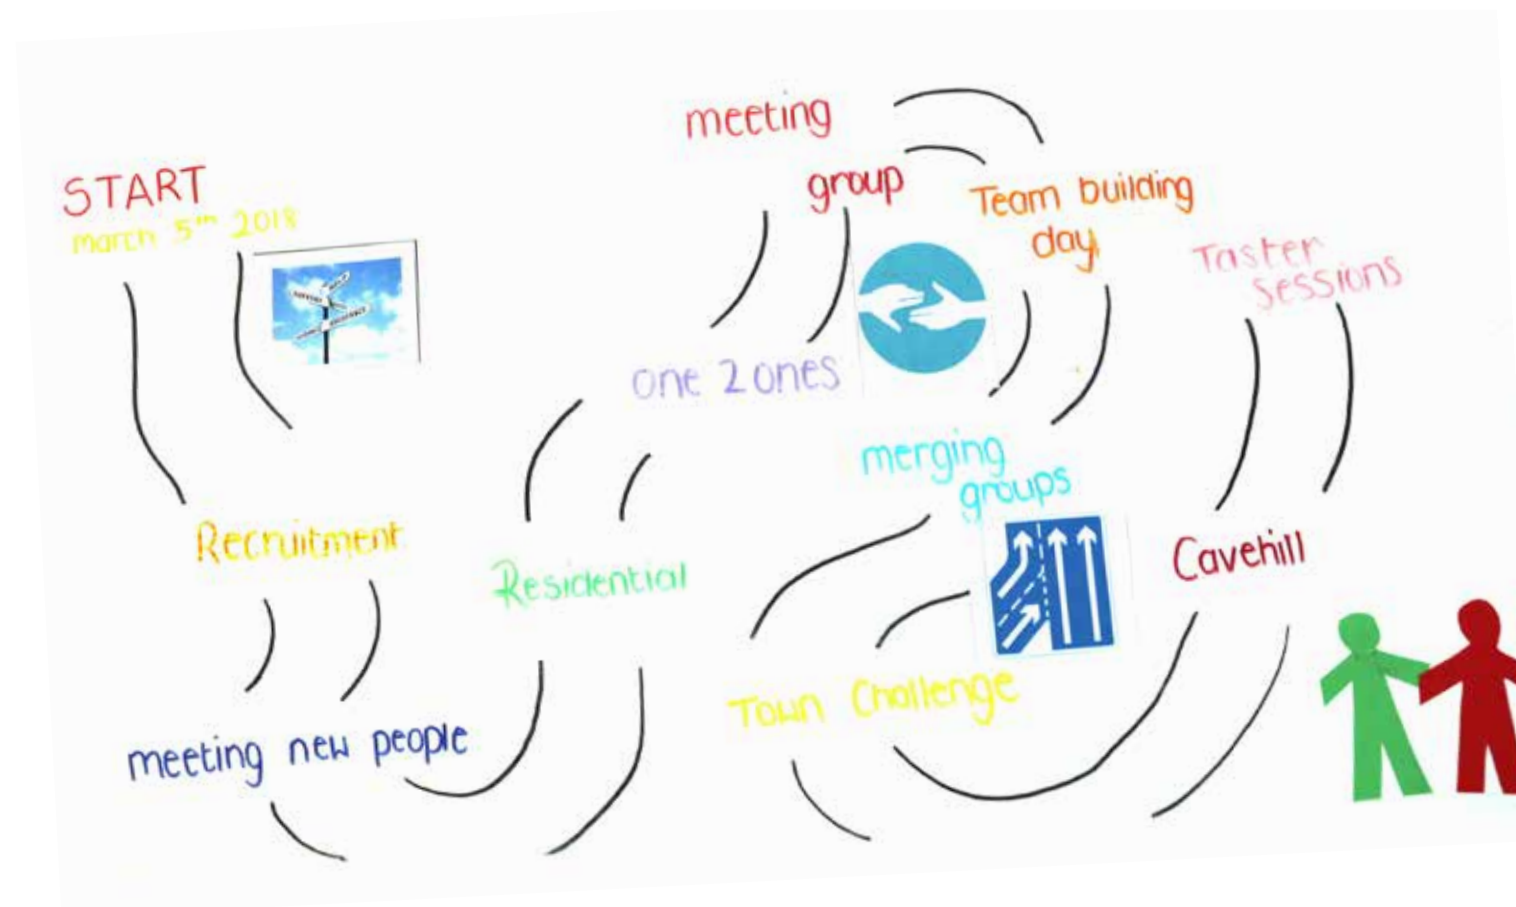 START
March 5th 2018
Recruitment
meeting new people
Residential
one 2 ones
meeting
group
Team building
day
merging
groups
Town Challenge
Cavehill
Taster
Sessions